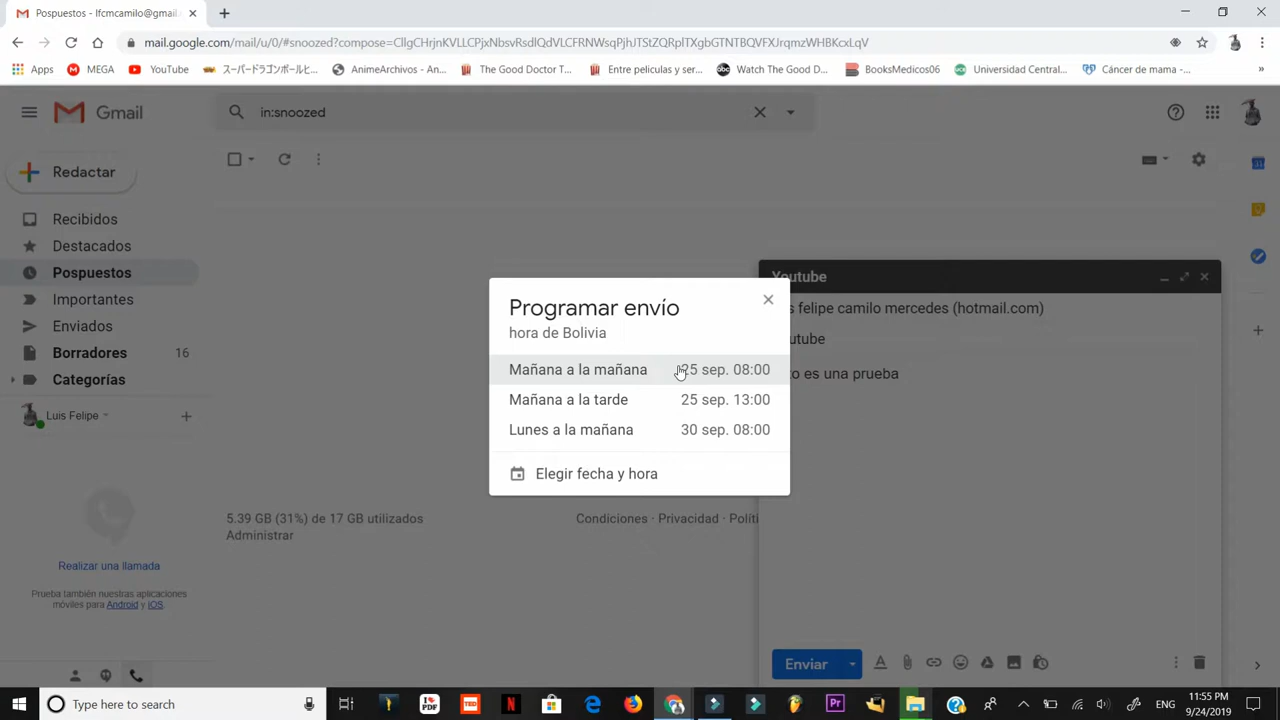 Pospuestos - lfcmcamilo@gmail.
mail.google.com/mail/u/0/#snoozed?compose=CllgCHrjnKVLLCPJxNbsvRsdlQdVLCFRNWsqPjhJTStZQRplTXgbGTNTBQVFXJrqmzWHBKcxLqV
Apps MEGA YouTube スーパードラゴンボールヒ... AnimeArchivos - An... The Good Doctor T... Entre peliculas y ser... Watch The Good D... BooksMedicos06 Universidad Central... Cáncer de mama -... »
Gmail
in:snoozed
Redactar
Recibidos
Destacados
Pospuestos
Importantes
Enviados
Borradores 16
Categorías
Luis Felipe
Realizar una llamada
Prueba también nuestras aplicaciones
móviles para Android y iOS.
5.39 GB (31%) de 17 GB utilizados
Administrar
Condiciones · Privacidad · Políti
Youtube
s felipe camilo mercedes (hotmail.com)
utube
to es una prueba
Enviar
Programar envío
hora de Bolivia
Mañana a la mañana 25 sep. 08:00
Mañana a la tarde 25 sep. 13:00
Lunes a la mañana 30 sep. 08:00
Elegir fecha y hora
Type here to search
PDF
TED
N
Pr
ENG
11:55 PM
9/24/2019